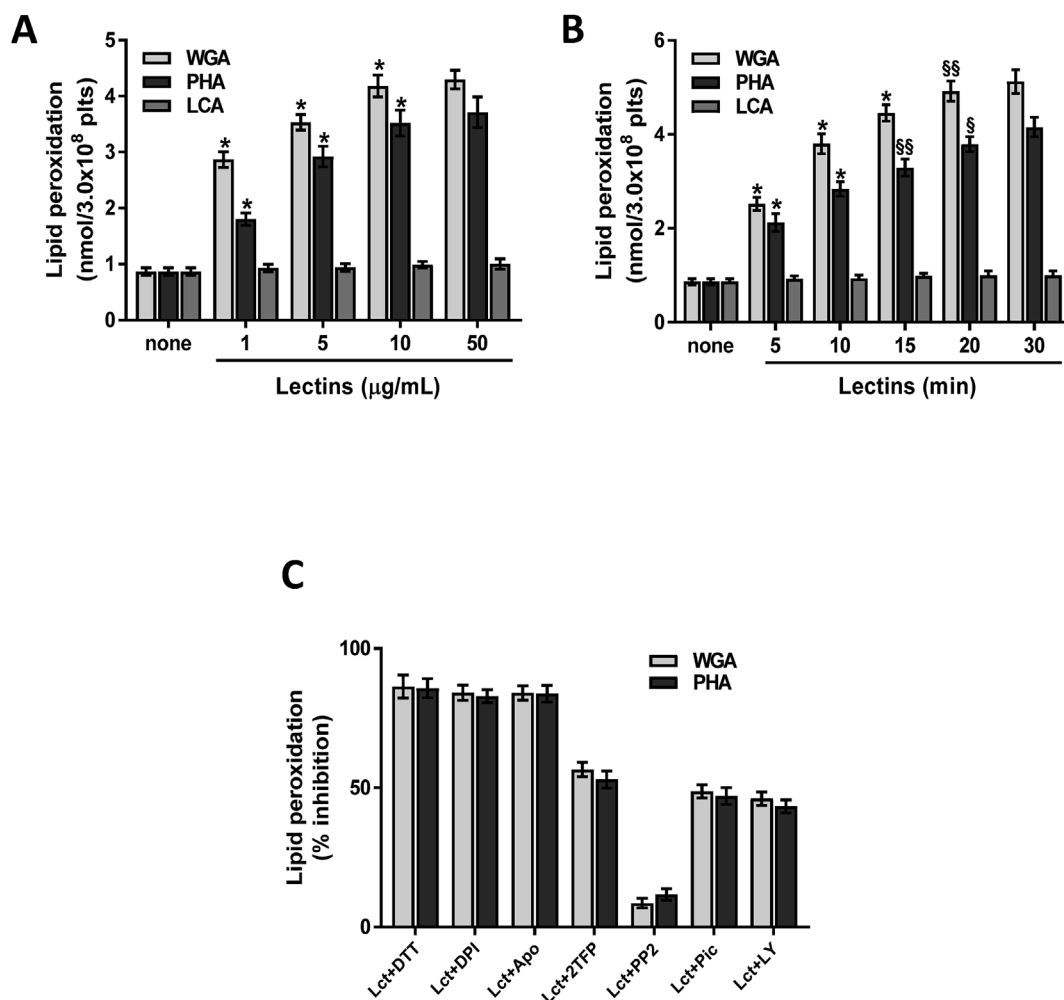 A
Lipid peroxidation
(nmol/3.0x10⁸ plts)
5
4
3
2
1
0
WGA
PHA
LCA
* * * * * *
none 1 5 10 50
Lectins (μg/mL)
B
Lipid peroxidation
(nmol/3.0x10⁸ plts)
6
4
2
0
WGA
PHA
LCA
* * * * * §§ §§ §
none 5 10 15 20 30
Lectins (min)
C
Lipid peroxidation
(% inhibition)
100
50
0
WGA
PHA
Lct+DTT
Lct+DPI
Lct+Apo
Lct+2TFP
Lct+PP2
Lct+Pic
Lct+LY